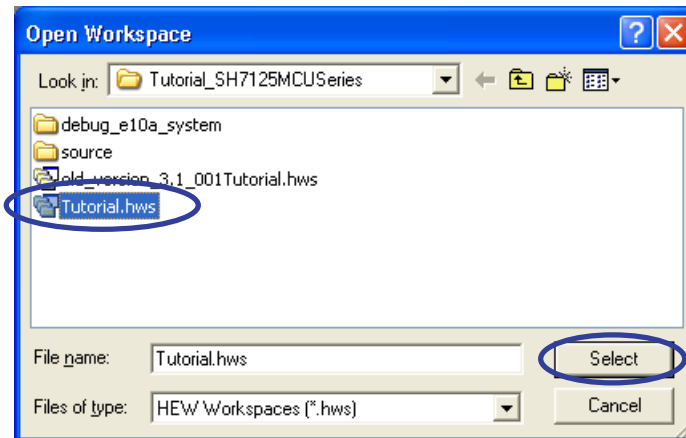 Open Workspace
Look in: Tutorial_SH7125MCUSeries
debug_e10a_system
source
old_version_3.1_001Tutorial.hws
Tutorial.hws
File name: Tutorial.hws Select
Files of type: HEW Workspaces (*.hws) Cancel